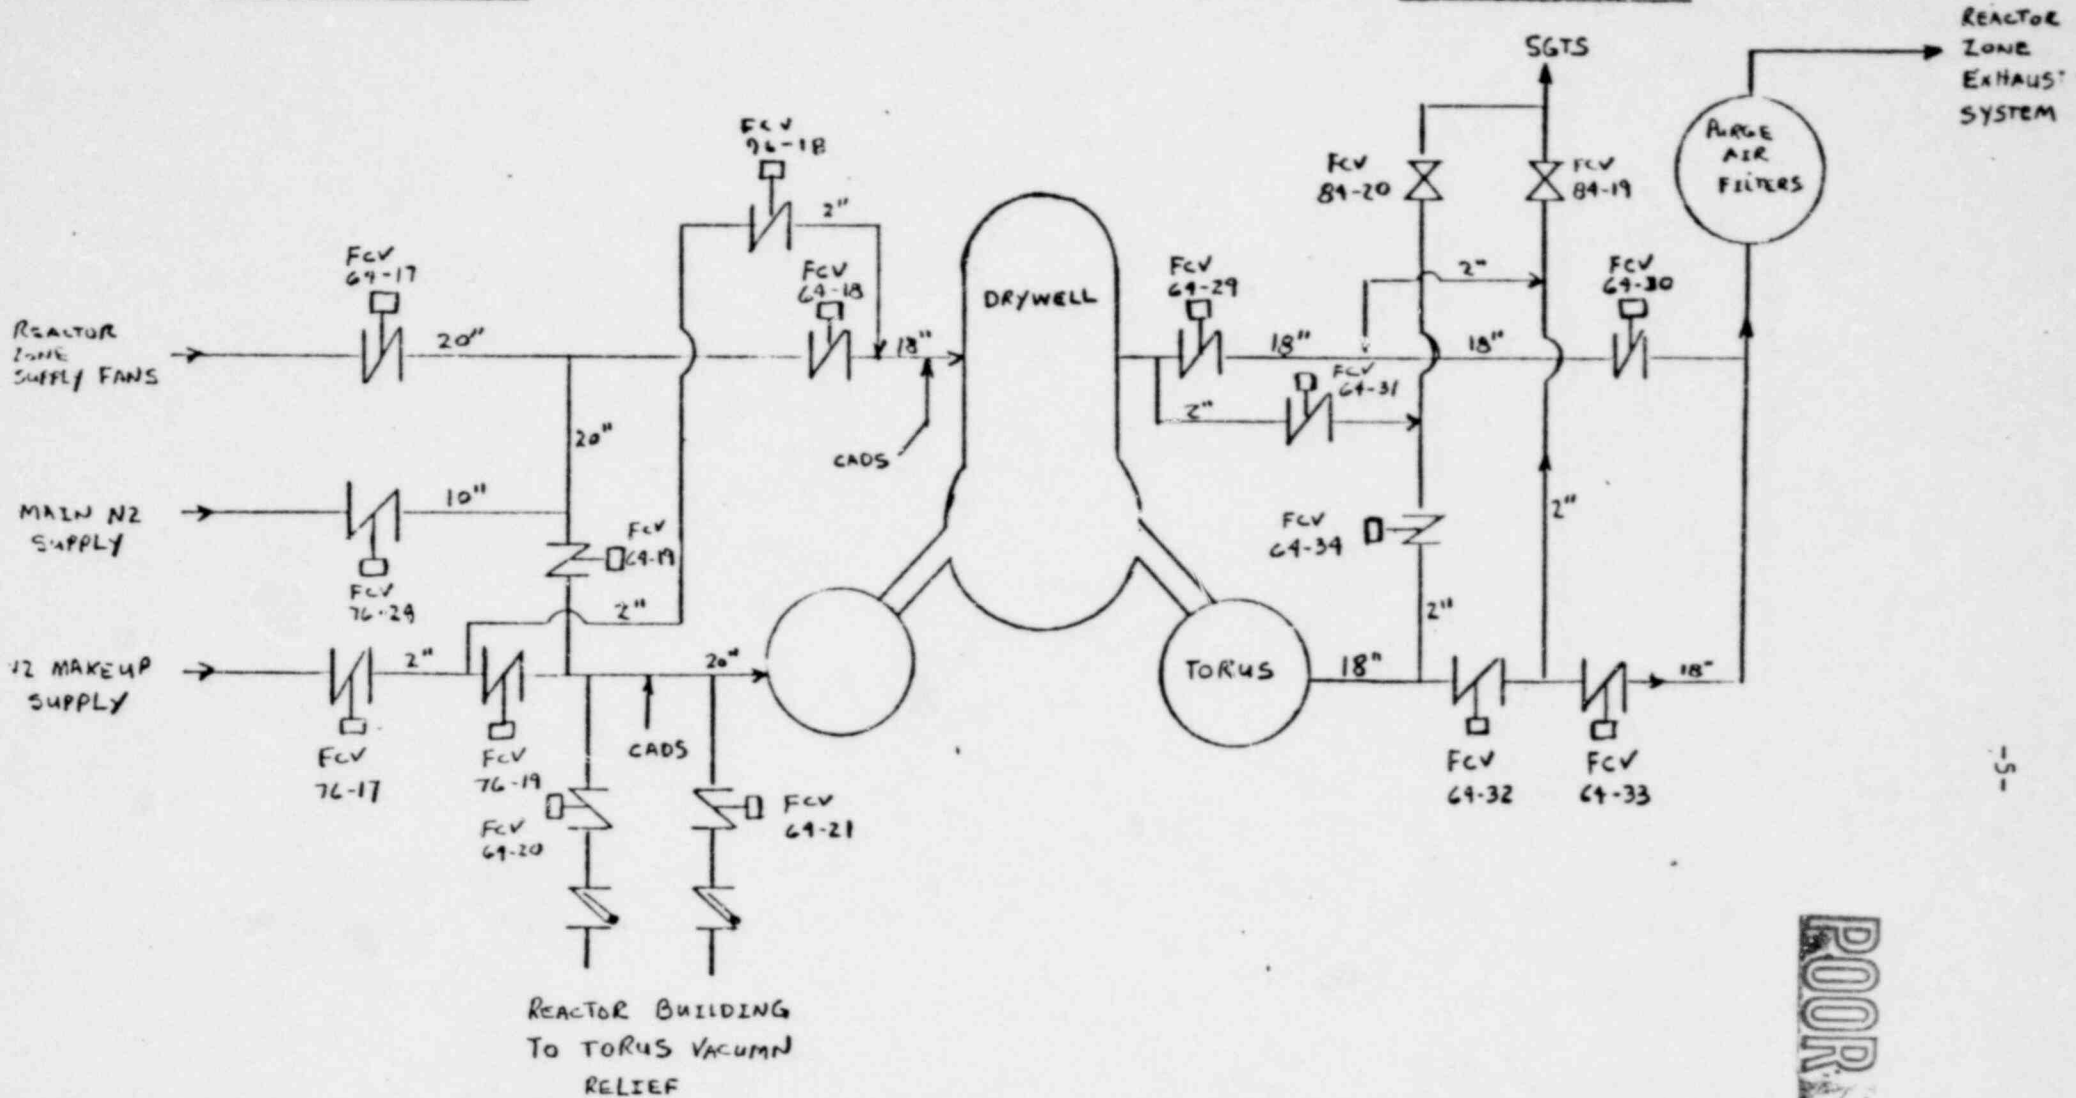 REACTOR
ZONE
EXHAUS
SYSTEM
SGTS
PURGE
AIR
FILTERS
FCV
76-18
2"
FCV
84-20
FCV
84-19
FCV
64-17
FCV
64-18
DRYWELL
FCV
64-29
2"
FCV
64-30
REACTOR
ZONE
SUPPLY FANS
20"
18"
18"
18"
FCV
64-31
2"
20"
CADS
MAIN N2
SUPPLY
10"
FCV
64-19
FCV
64-34
2"
FCV
76-24
2"
2"
N2 MAKEUP
SUPPLY
2"
20"
TORUS
18"
18"
CADS
FCV
76-17
FCV
76-19
FCV
64-20
FCV
64-21
FCV
64-32
FCV
64-33
-5-
REACTOR BUILDING
TO TORUS VACUMN
RELIEF
POOR